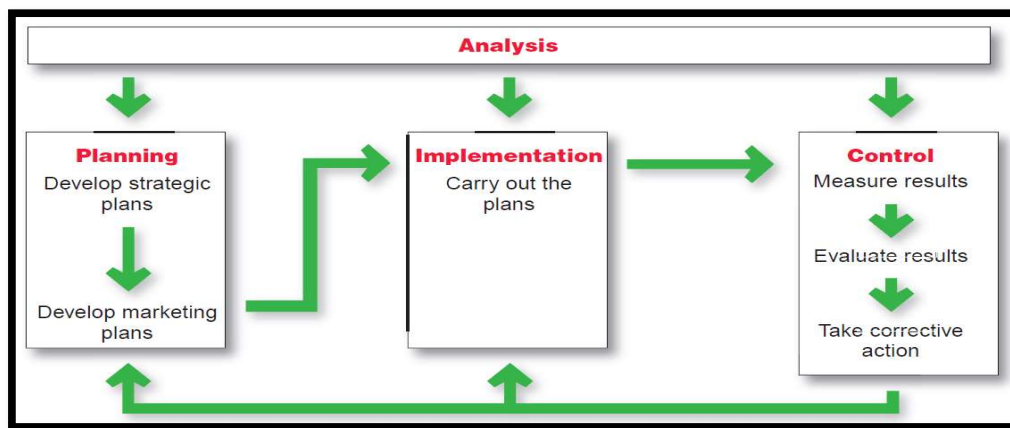 Analysis
Planning
Develop strategic
plans
Develop marketing
plans
Implementation
Carry out the
plans
Control
Measure results
Evaluate results
Take corrective
action